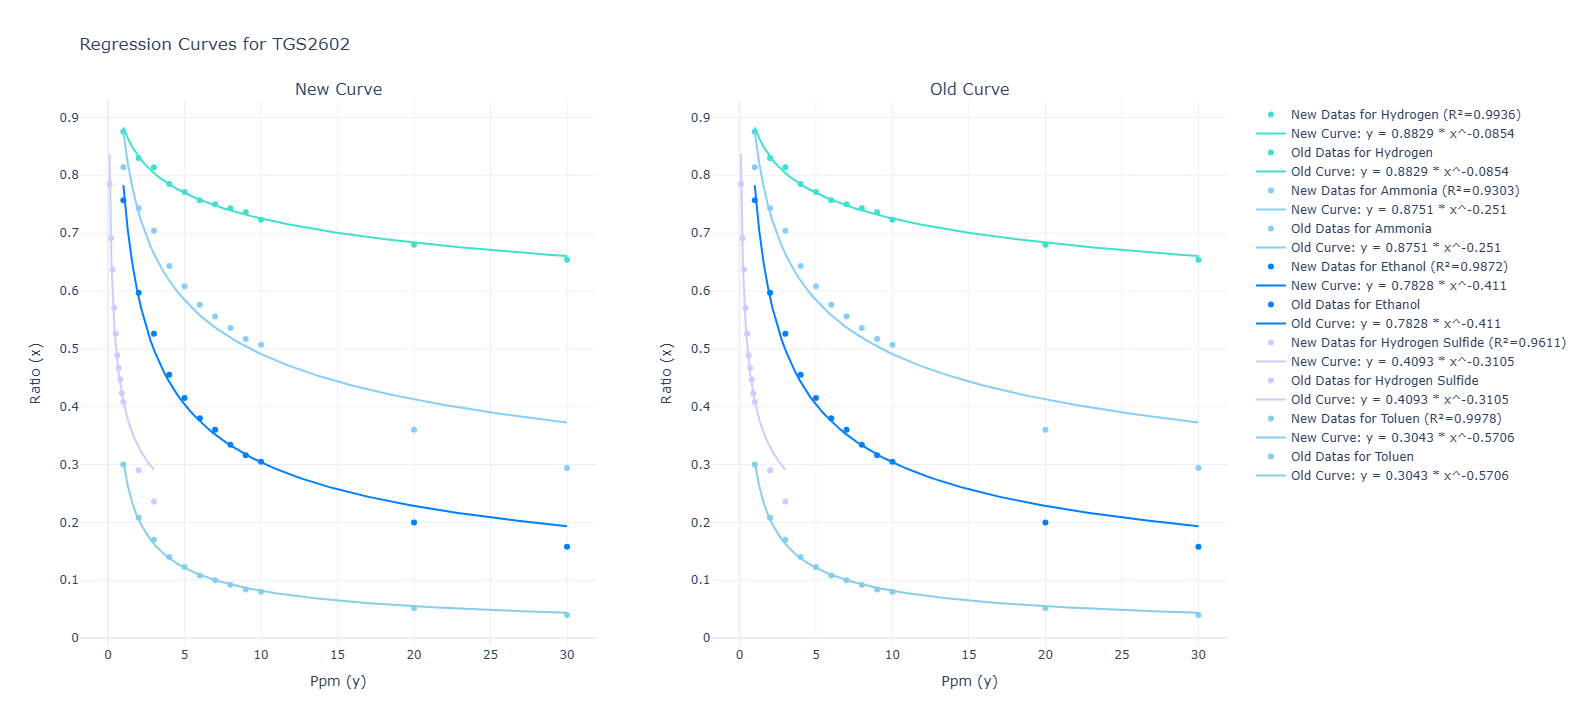 Regression Curves for TGS2602
New Curve
Old Curve
0.9
0.8
0.7
0.6
0.5
0.4
0.3
0.2
0.1
0
Ratio (x)
0
5
10
15
20
25
30
Ppm (y)
0.9
0.8
0.7
0.6
0.5
0.4
0.3
0.2
0.1
0
Ratio (x)
0
5
10
15
20
25
30
Ppm (y)
New Datas for Hydrogen (R²=0.9936)
New Curve: y = 0.8829 * x^-0.0854
Old Datas for Hydrogen
Old Curve: y = 0.8829 * x^-0.0854
New Datas for Ammonia (R²=0.9303)
New Curve: y = 0.8751 * x^-0.251
Old Datas for Ammonia
Old Curve: y = 0.8751 * x^-0.251
New Datas for Ethanol (R²=0.9872)
New Curve: y = 0.7828 * x^-0.411
Old Datas for Ethanol
Old Curve: y = 0.7828 * x^-0.411
New Datas for Hydrogen Sulfide (R²=0.9611)
New Curve: y = 0.4093 * x^-0.3105
Old Datas for Hydrogen Sulfide
Old Curve: y = 0.4093 * x^-0.3105
New Datas for Toluen (R²=0.9978)
New Curve: y = 0.3043 * x^-0.5706
Old Datas for Toluen
Old Curve: y = 0.3043 * x^-0.5706